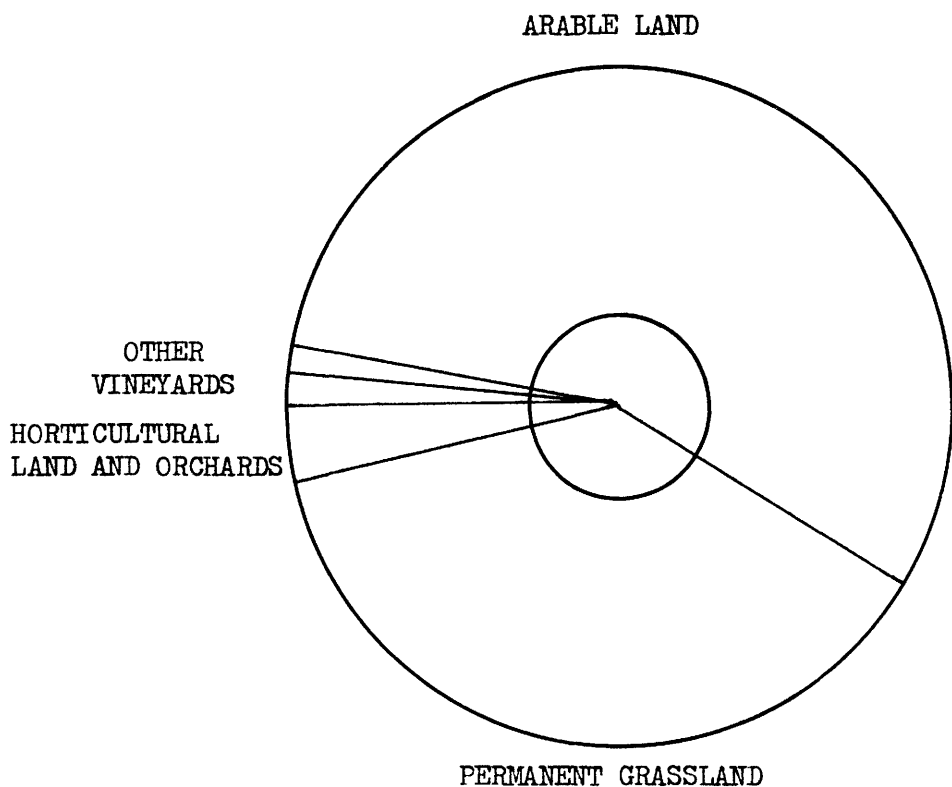 ARABLE LAND
OTHER
VINEYARDS
HORTICULTURAL
LAND AND ORCHARDS
PERMANENT GRASSLAND